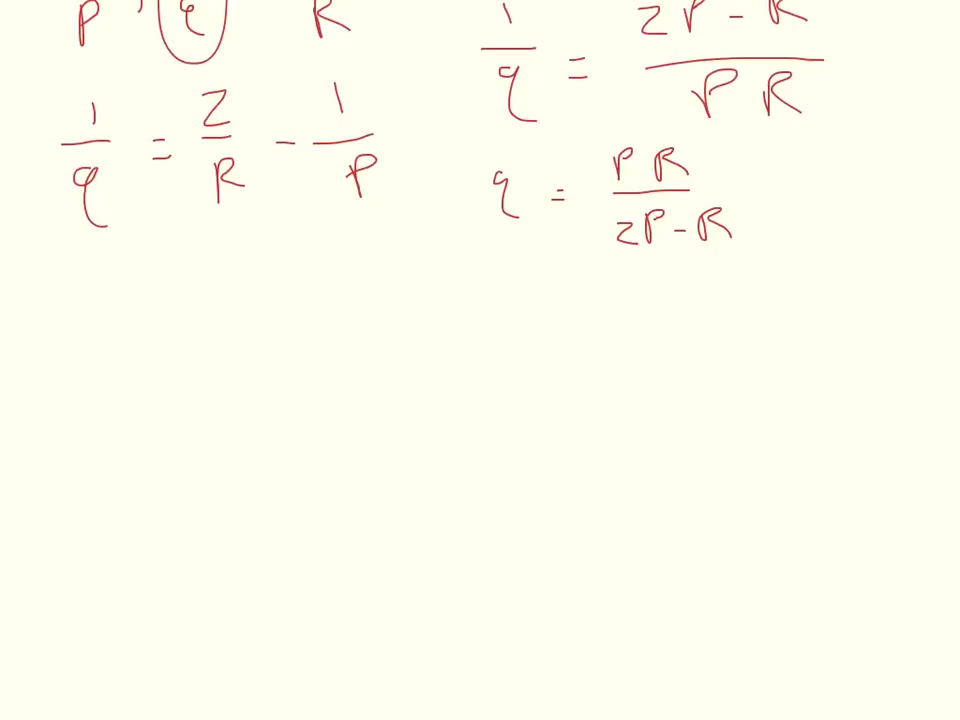 P , q R
1/q = 2/R - 1/P
1/q = 2P - R / PR
q = PR / 2P - R